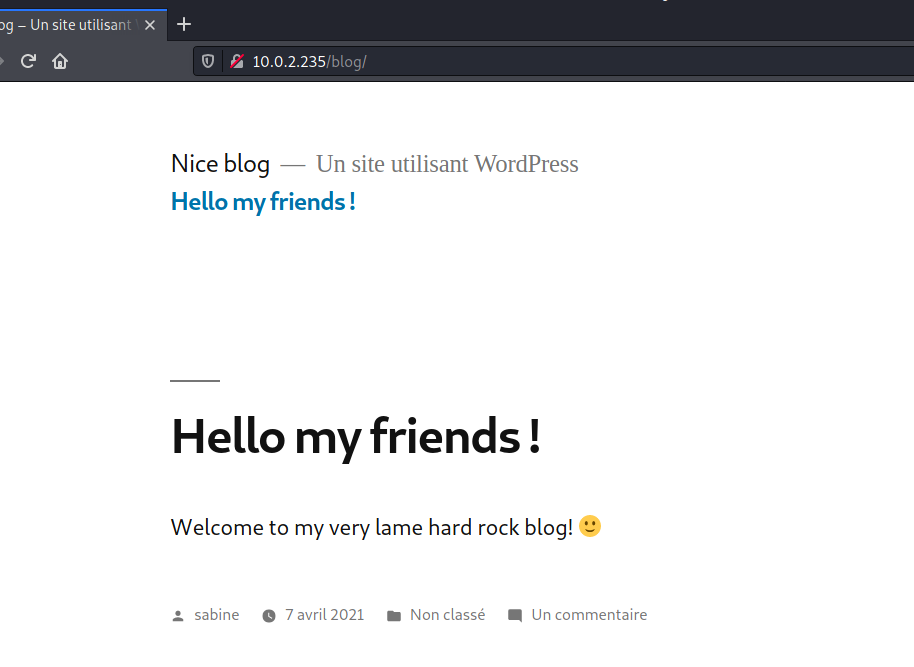 og – Un site utilisant
10.0.2.235/blog/
Nice blog — Un site utilisant WordPress
Hello my friends !
Hello my friends !
Welcome to my very lame hard rock blog! 🙂
sabine 7 avril 2021 Non classé Un commentaire